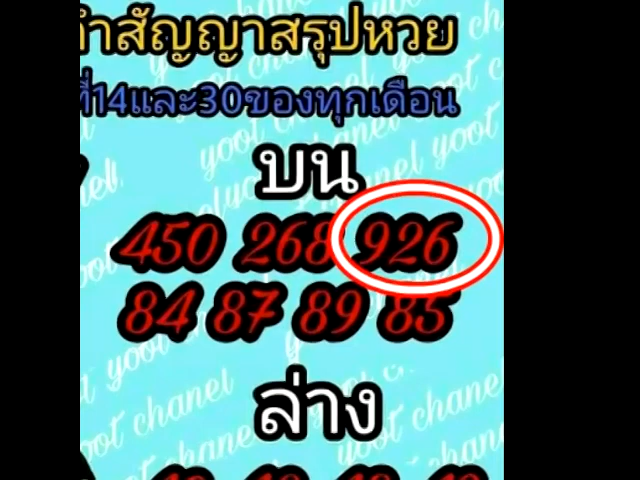 ำสัญญาสรุปหวย
ที่14และ30ของทุกเดือน
บน
450 268 926
84 87 89 85
ล่าง
yoot chanel